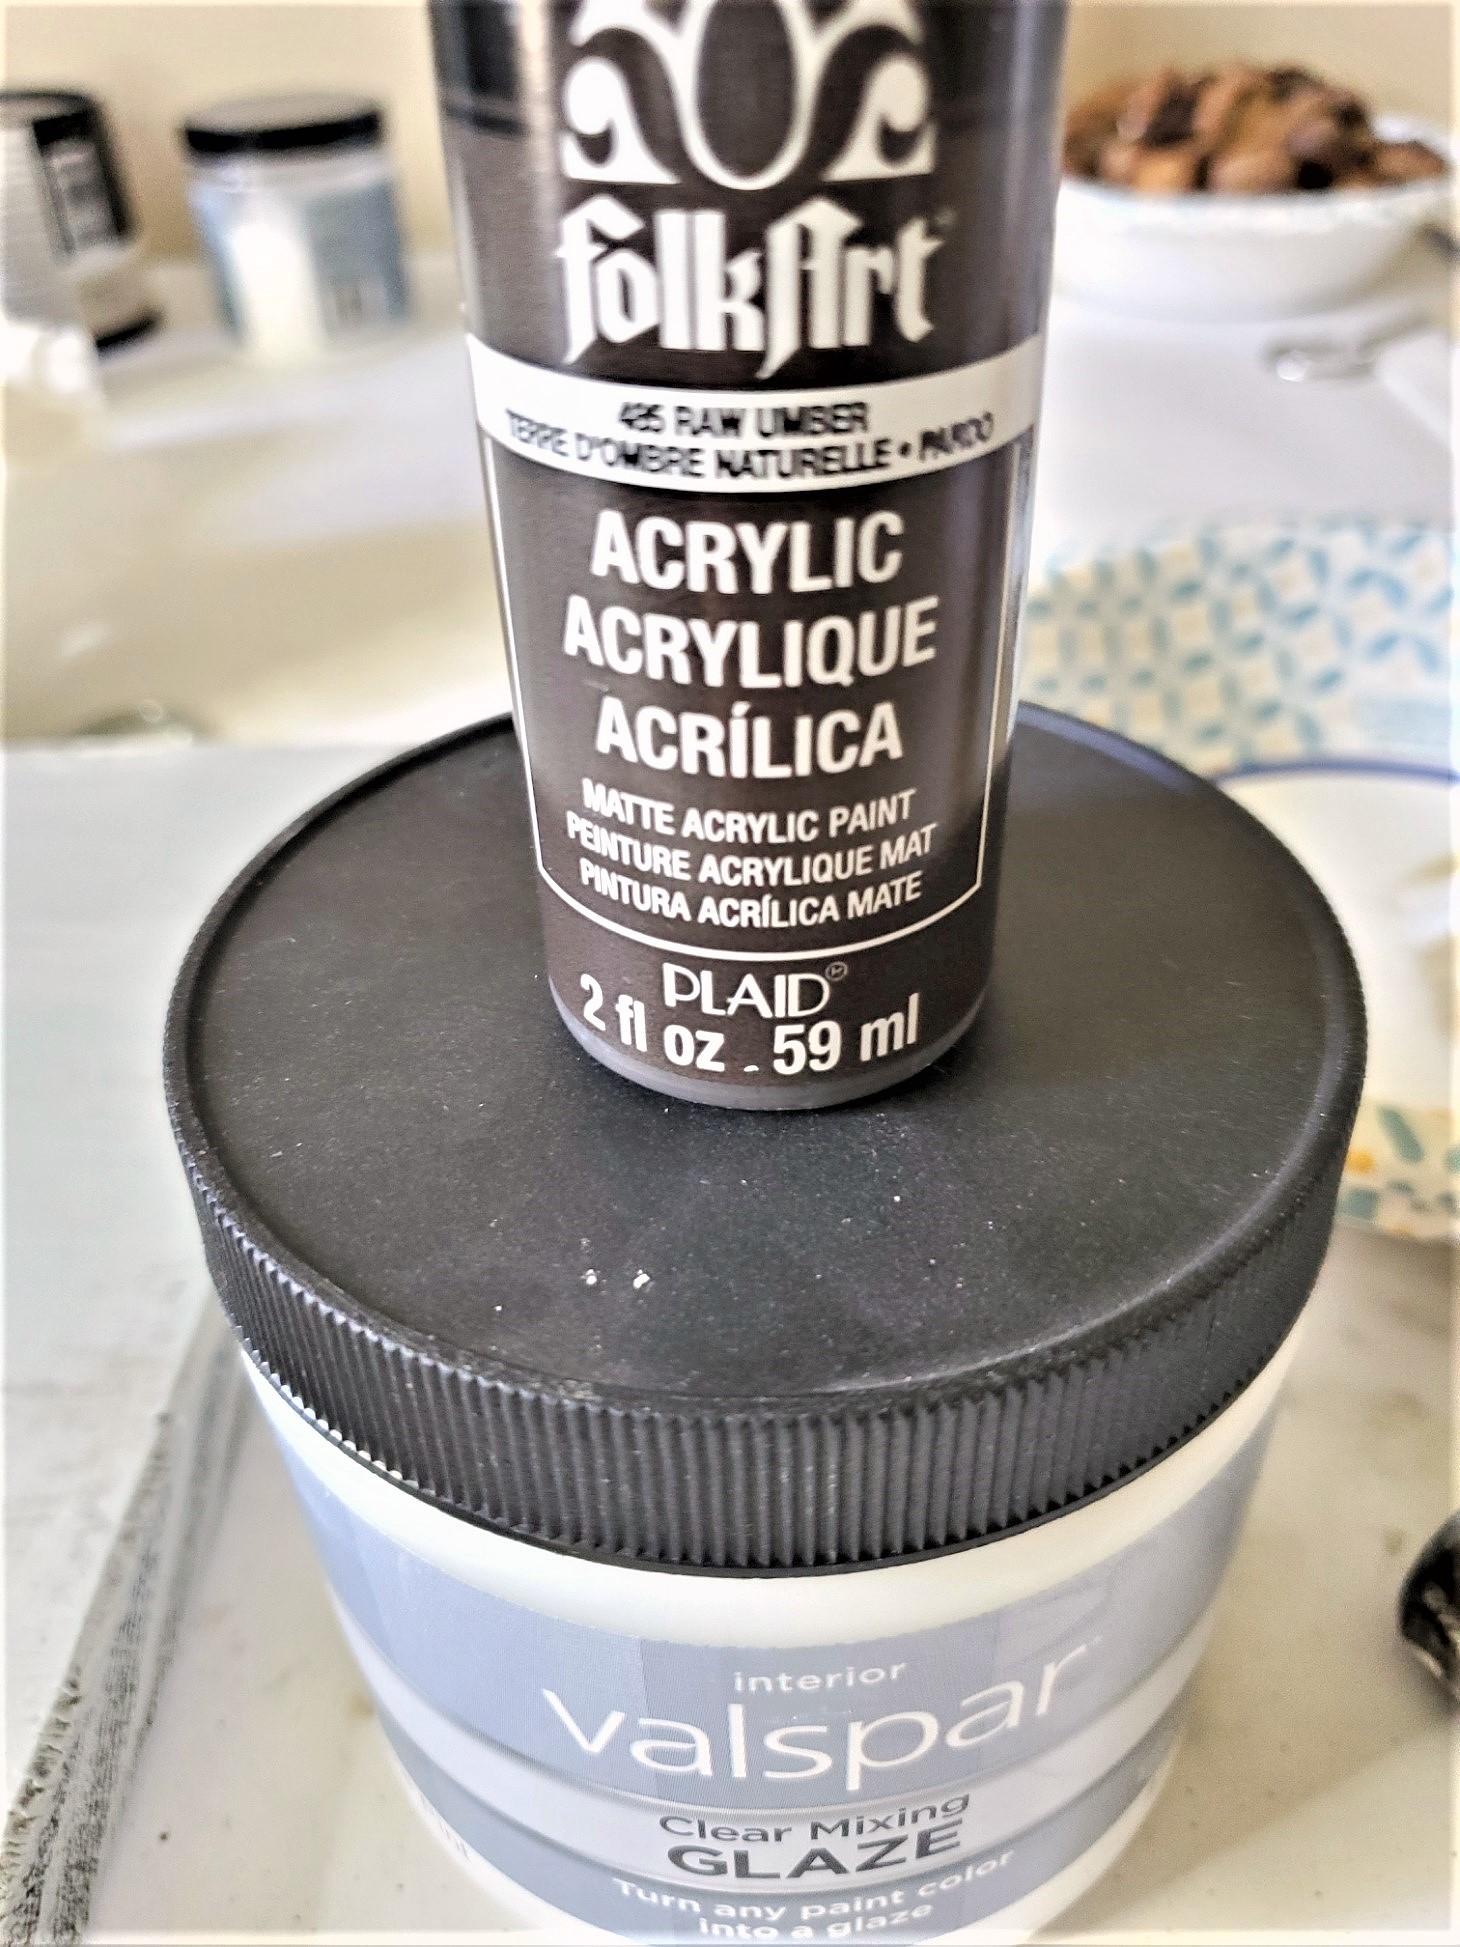 folkArt
485 RAW UMBER
TERRE D'OMBRE NATURELLE • PARDO
ACRYLIC
ACRYLIQUE
ACRÍLICA
MATTE ACRYLIC PAINT
PEINTURE ACRYLIQUE MAT
PINTURA ACRÍLICA MATE
PLAID®
2 fl oz . 59 ml
interior
valspar
Clear Mixing
GLAZE
Turn any paint color
into a glaze